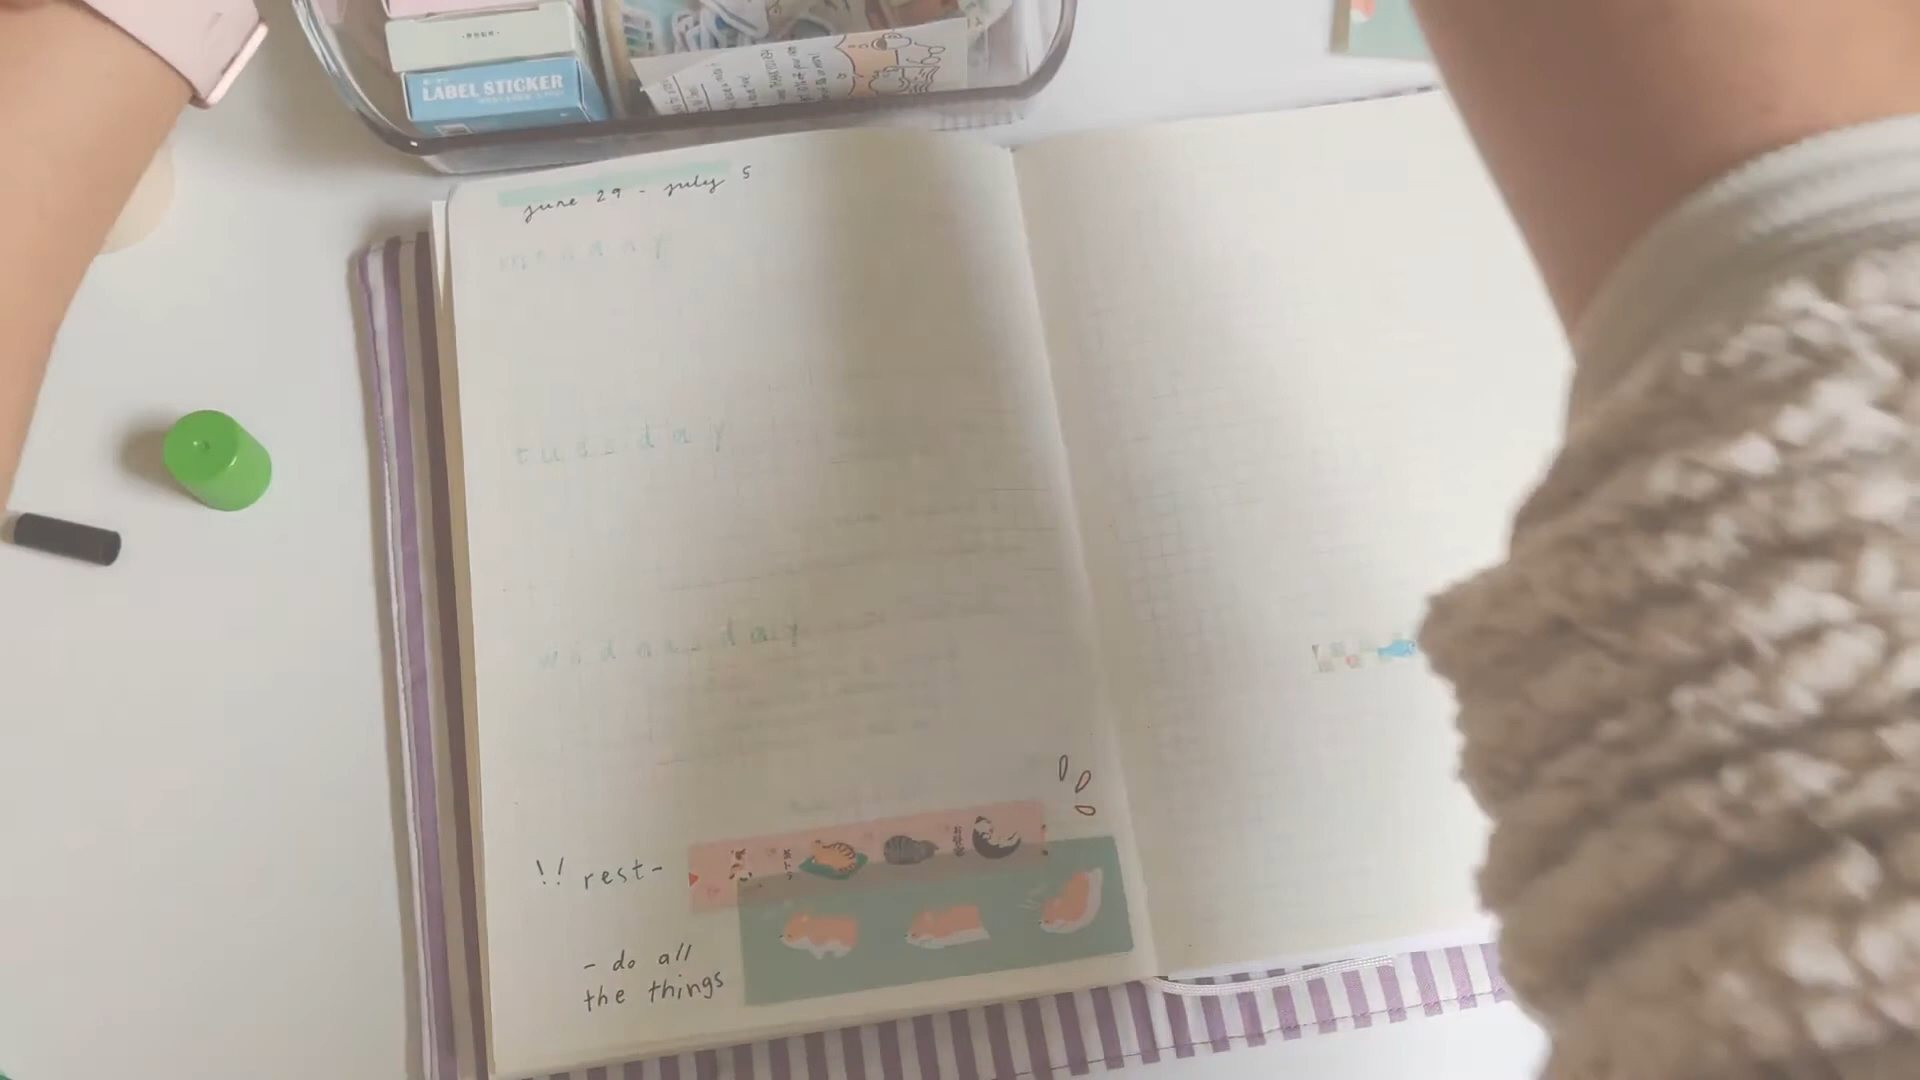 LABEL STICKER
june 29 - july 5
monday
tuesday
wednesday
!! rest-
- do all
the things